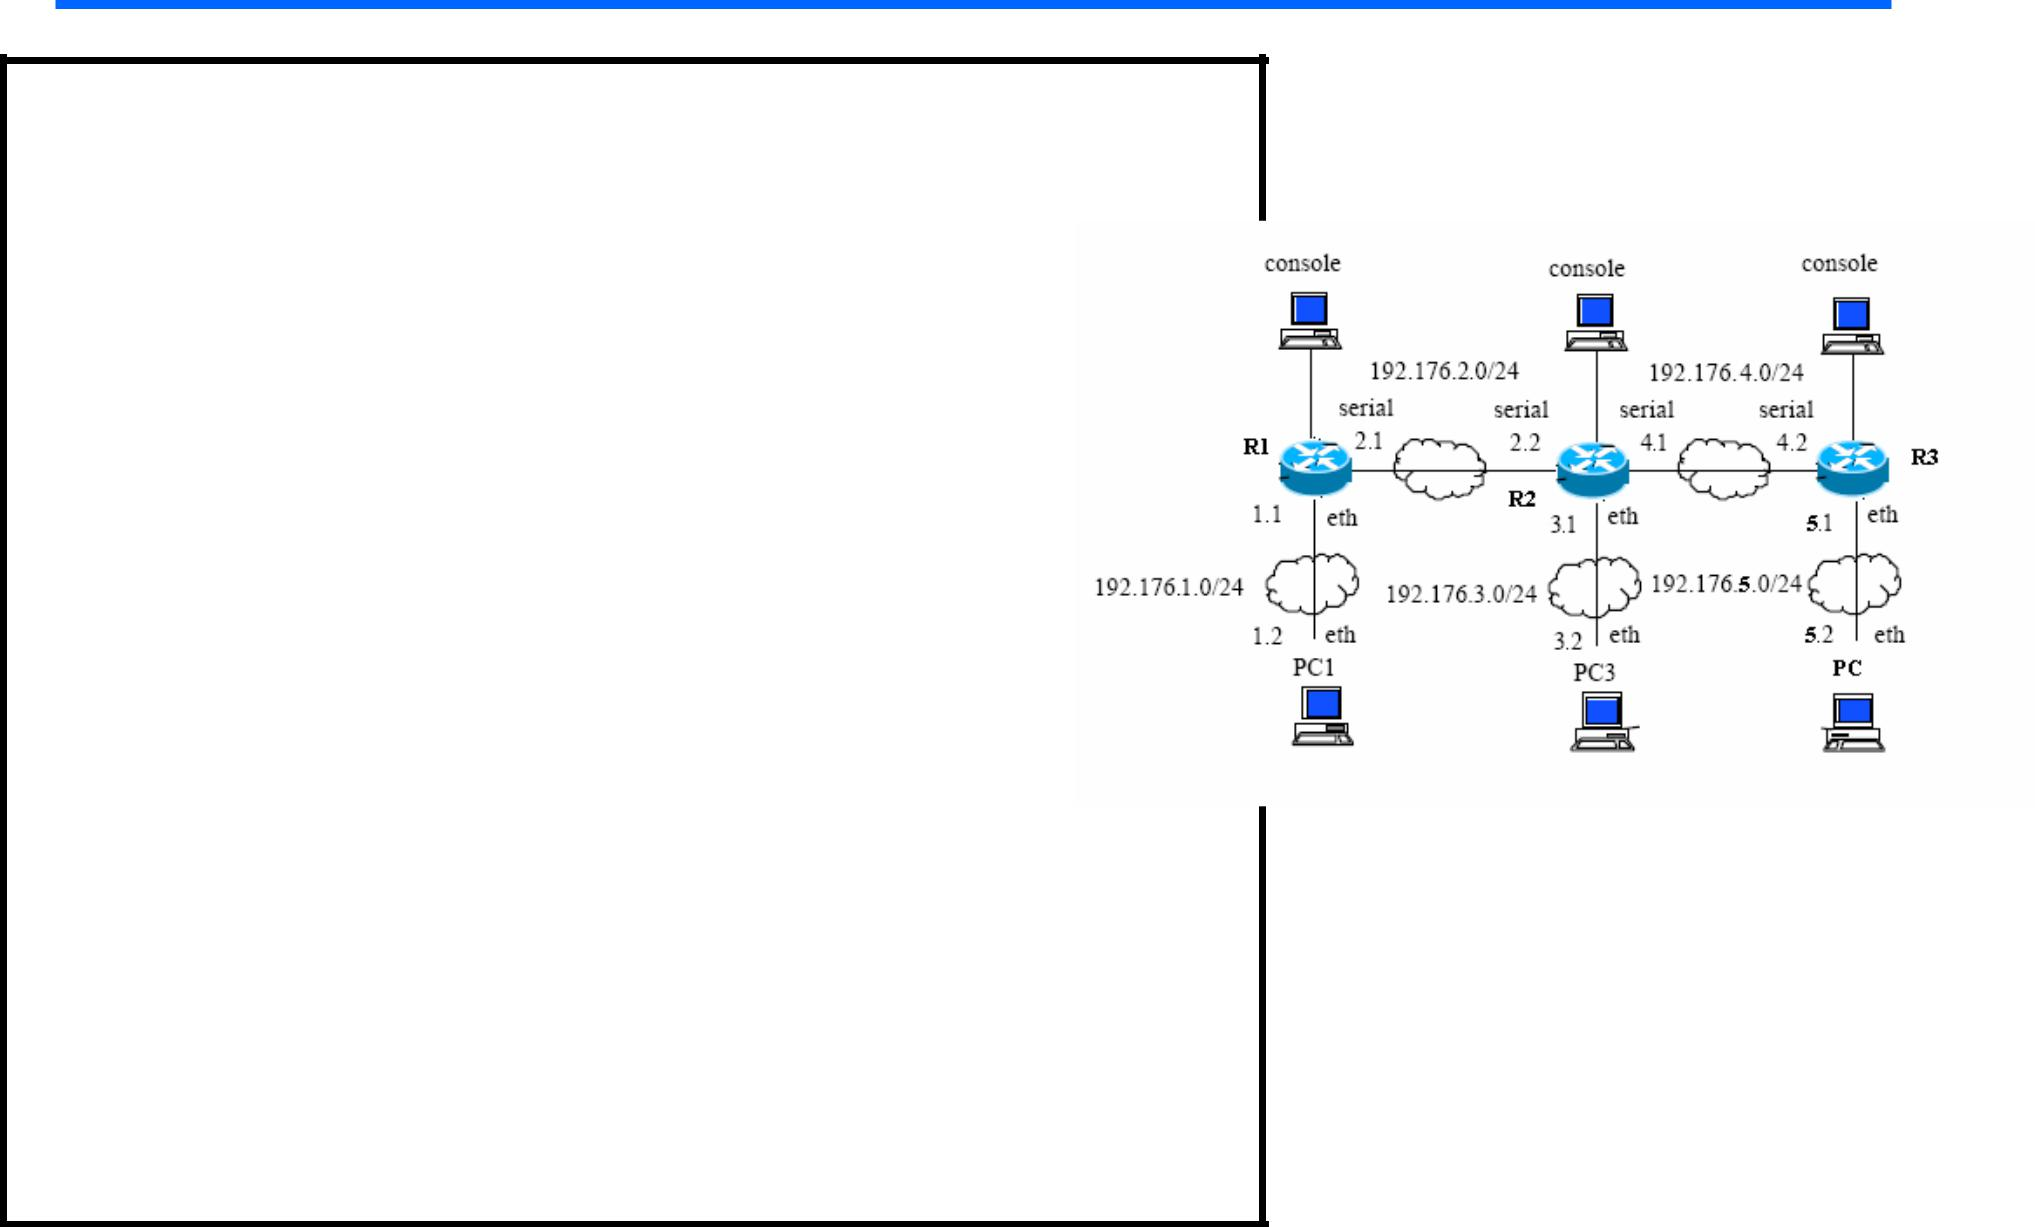 console
console
console
192.176.2.0/24
192.176.4.0/24
serial
serial
serial
serial
R1
2.1
2.2
4.1
4.2
R3
R2
1.1
eth
3.1
eth
5.1
eth
192.176.1.0/24
192.176.3.0/24
192.176.5.0/24
1.2
eth
3.2
eth
5.2
eth
PC1
PC3
PC